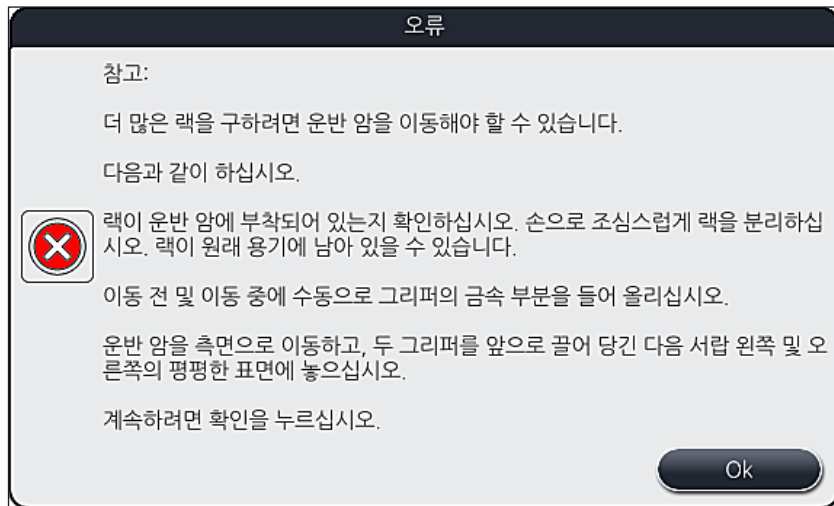 오류
참고:
더 많은 랙을 구하려면 운반 암을 이동해야 할 수 있습니다.
다음과 같이 하십시오.
랙이 운반 암에 부착되어 있는지 확인하십시오. 손으로 조심스럽게 랙을 분리하십
시오. 랙이 원래 용기에 남아 있을 수 있습니다.
이동 전 및 이동 중에 수동으로 그리퍼의 금속 부분을 들어 올리십시오.
운반 암을 측면으로 이동하고, 두 그리퍼를 앞으로 끌어 당긴 다음 서랍 왼쪽 및 오
른쪽의 평평한 표면에 놓으십시오.
계속하려면 확인을 누르십시오.
Ok